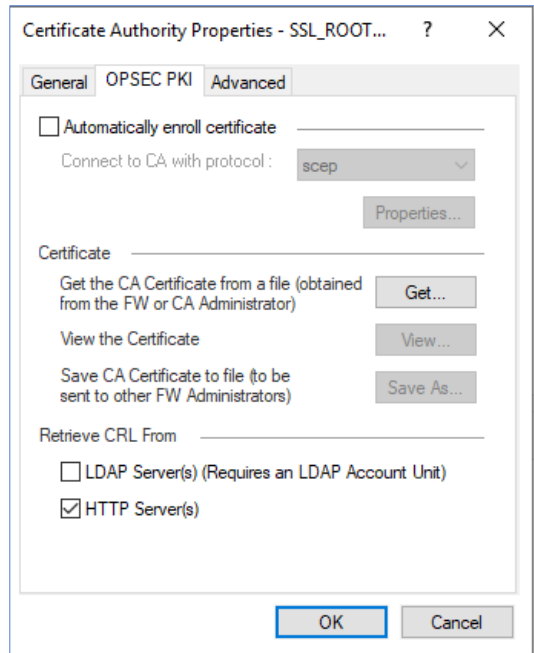 Certificate Authority Properties - SSL_ROOT... ? ×
General OPSEC PKI Advanced
Automatically enroll certificate
Connect to CA with protocol : scep
Properties...
Certificate
Get the CA Certificate from a file (obtained
from the FW or CA Administrator)
Get...
View the Certificate
View...
Save CA Certificate to file (to be
sent to other FW Administrators)
Save As...
Retrieve CRL From
LDAP Server(s) (Requires an LDAP Account Unit)
HTTP Server(s)
OK Cancel